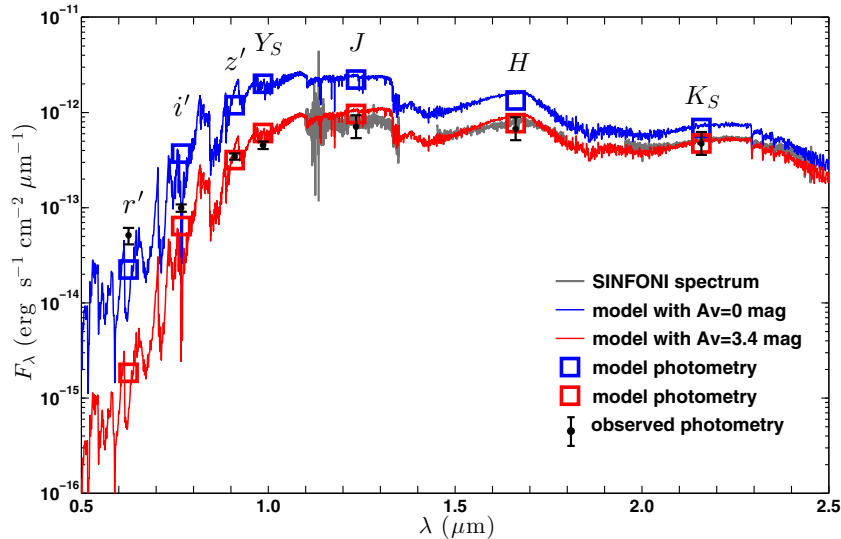 10⁻¹¹
10⁻¹²
10⁻¹³
10⁻¹⁴
10⁻¹⁵
10⁻¹⁶
F_λ (erg s⁻¹ cm⁻² μm⁻¹)
r′
i′
z′
Y_S
J
H
K_S
SINFONI spectrum
model with Av=0 mag
model with Av=3.4 mag
model photometry
model photometry
observed photometry
0.5 1.0 1.5 2.0 2.5
λ (μm)